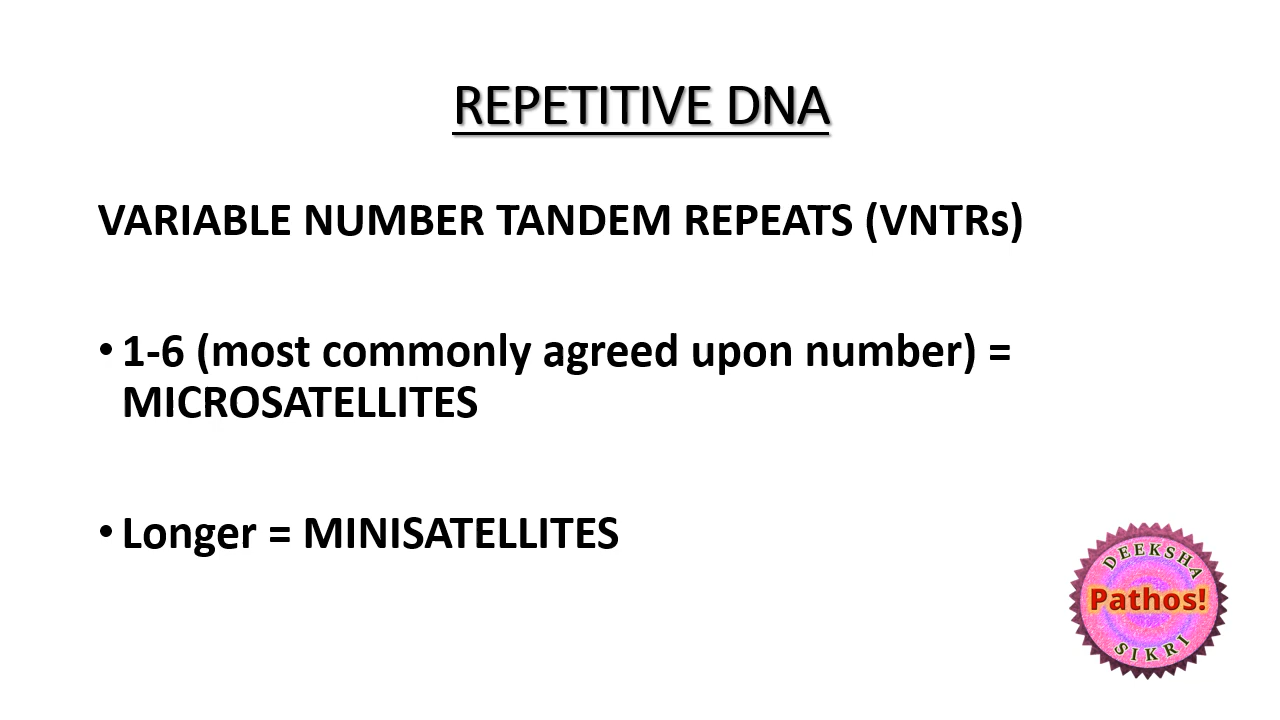 REPETITIVE DNA
VARIABLE NUMBER TANDEM REPEATS (VNTRs)
• 1-6 (most commonly agreed upon number) =
MICROSATELLITES
• Longer = MINISATELLITES
DEEKSHA
Pathos!
SIKRI